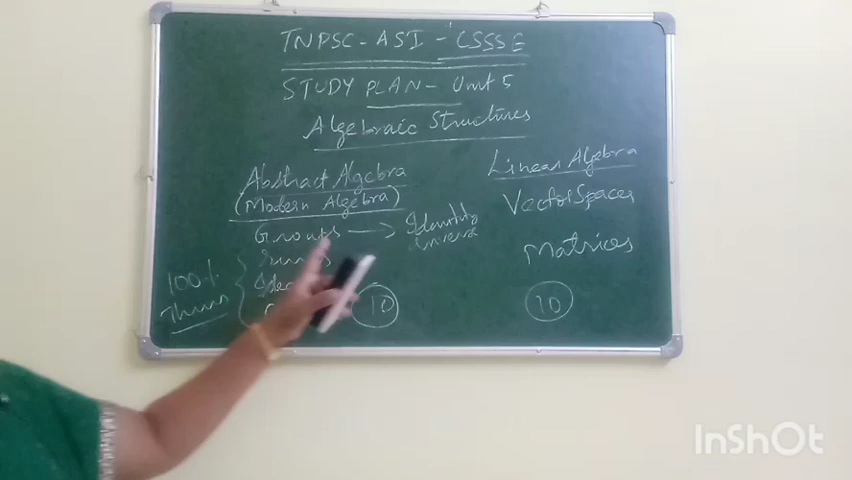 TNPSC - ASI - CSSSE
STUDY PLAN - Unit 5
Algebraic Structures
Abstract Algebra
(Modern Algebra)
Groups → Identity
inverse
100%
10
Linear Algebra
Vector Spaces
Matrices
10
InShOt